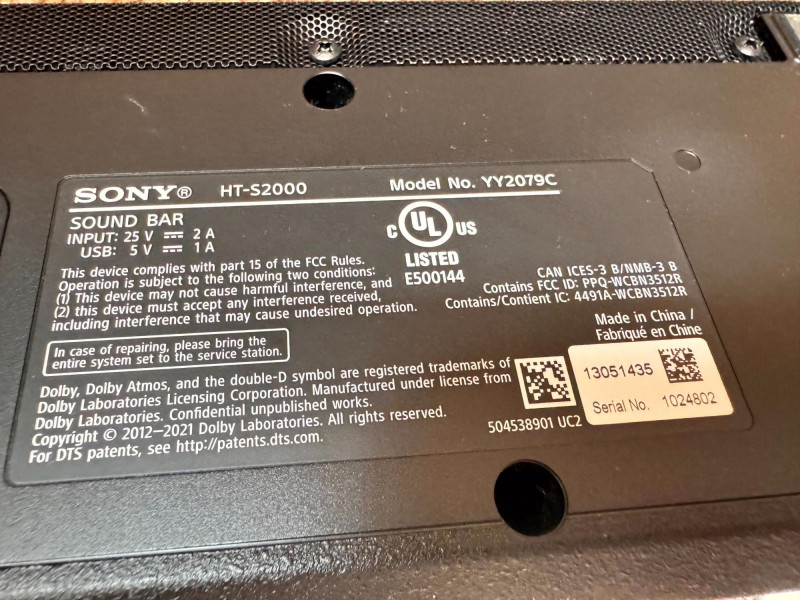 SONY® HT-S2000 Model No. YY2079C
SOUND BAR
INPUT: 25 V ⎓ 2 A
USB: 5 V ⎓ 1 A
C UL US
LISTED
E500144
This device complies with part 15 of the FCC Rules.
Operation is subject to the following two conditions:
(1) This device may not cause harmful interference, and
(2) this device must accept any interference received,
including interference that may cause undesired operation.
CAN ICES-3 B/NMB-3 B
Contains FCC ID: PPQ-WCBN3512R
Contains/Contient IC: 4491A-WCBN3512R
Made in China /
Fabriqué en Chine
In case of repairing, please bring the
entire system set to the service station.
Dolby, Dolby Atmos, and the double-D symbol are registered trademarks of
Dolby Laboratories Licensing Corporation. Manufactured under license from
Dolby Laboratories. Confidential unpublished works.
Copyright © 2012—2021 Dolby Laboratories. All rights reserved.
For DTS patents, see http://patents.dts.com.
504538901 UC2
13051435
Serial No. 1024802